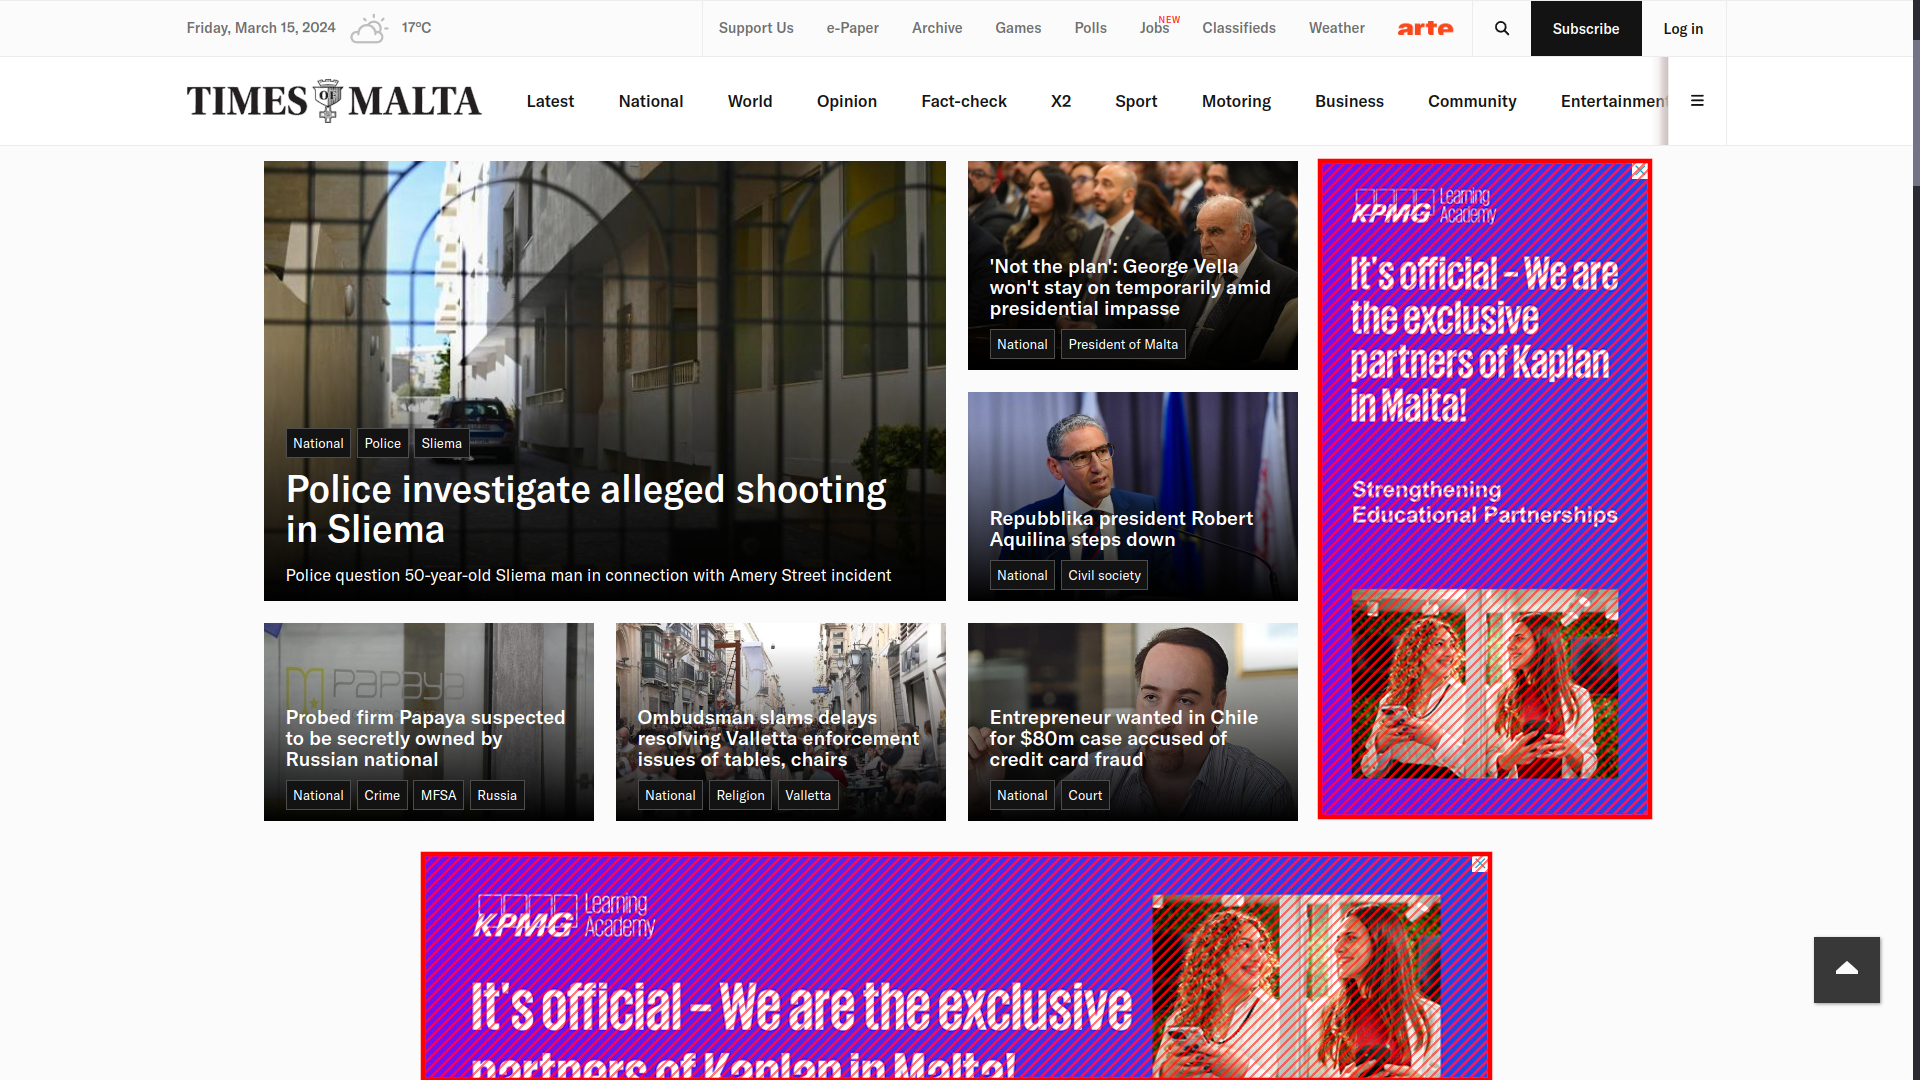 Friday, March 15, 2024
17°C
Support Us
e-Paper
Archive
Games
Polls
Jobs
NEW
Classifieds
Weather
arte
Subscribe
Log in
TIMES OF MALTA
Latest
National
World
Opinion
Fact-check
X2
Sport
Motoring
Business
Community
Entertainment
National
Police
Sliema
Police investigate alleged shooting
in Sliema
Police question 50-year-old Sliema man in connection with Amery Street incident
'Not the plan': George Vella
won't stay on temporarily amid
presidential impasse
National
President of Malta
Repubblika president Robert
Aquilina steps down
National
Civil society
PAPAYA
Probed firm Papaya suspected
to be secretly owned by
Russian national
National
Crime
MFSA
Russia
Ombudsman slams delays
resolving Valletta enforcement
issues of tables, chairs
National
Religion
Valletta
Entrepreneur wanted in Chile
for $80m case accused of
credit card fraud
National
Court
KPMG
Learning
Academy
It's official – We are
the exclusive
partners of Kaplan
in Malta!
Strengthening
Educational Partnerships
KPMG
Learning
Academy
It's official – We are the exclusive
partners of Kaplan in Malta!